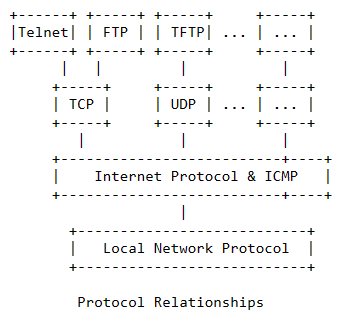 Telnet FTP TFTP ... ...
TCP UDP ... ...
Internet Protocol & ICMP
Local Network Protocol
Protocol Relationships